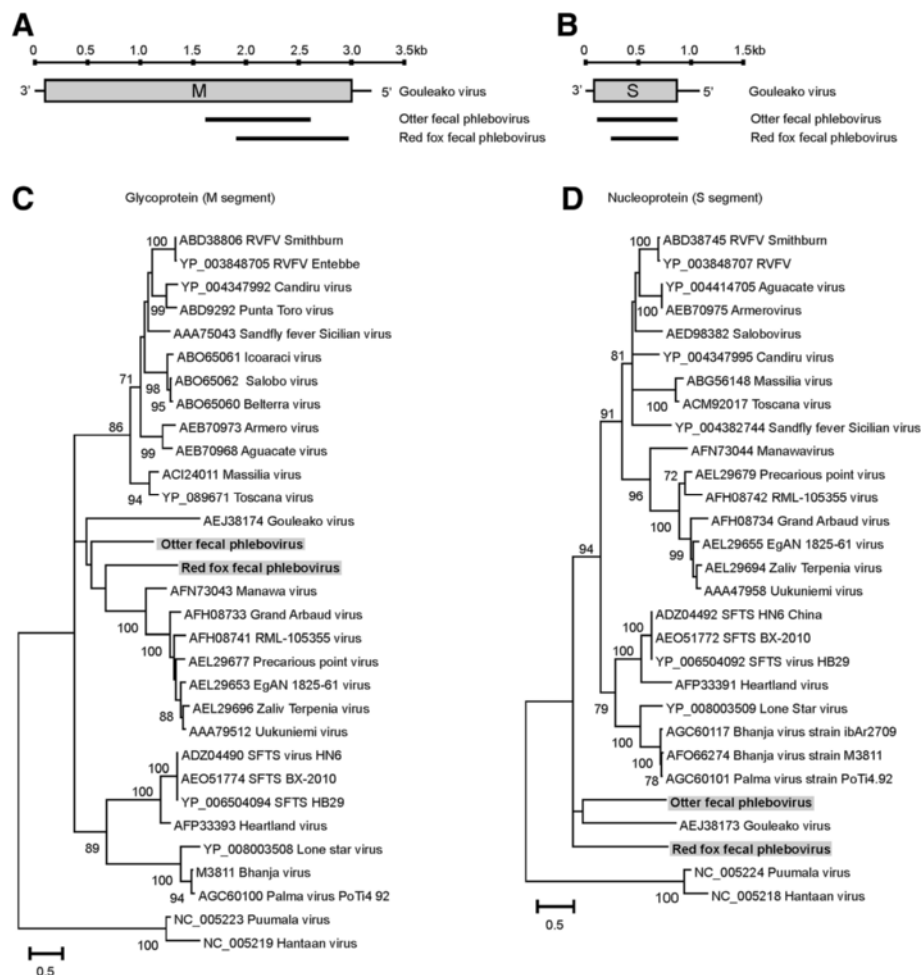 A
B
0 0.5 1.0 1.5 2.0 2.5 3.0 3.5kb
0 0.5 1.0 1.5kb
3' M 5' Gouleako virus
Otter fecal phlebovirus
Red fox fecal phlebovirus
3' S 5' Gouleako virus
Otter fecal phlebovirus
Red fox fecal phlebovirus
C Glycoprotein (M segment)
100 ABD38806 RVFV Smithburn
YP_003848705 RVFV Entebbe
YP_004347992 Candiru virus
99 ABD9292 Punta Toro virus
AAA75043 Sandfly fever Sicilian virus
ABO65061 Icoaraci virus
71 98 ABO65062 Salobo virus
95 ABO65060 Belterra virus
86 AEB70973 Armero virus
99 AEB70968 Aguacate virus
ACI24011 Massilia virus
94 YP_089671 Toscana virus
AEJ38174 Gouleako virus
Otter fecal phlebovirus
Red fox fecal phlebovirus
AFN73043 Manawa virus
100 AFH08733 Grand Arbaud virus
100 AFH08741 RML-105355 virus
AEL29677 Precarious point virus
AEL29653 EgAN 1825-61 virus
88 AEL29696 Zaliv Terpenia virus
AAA79512 Uukuniemi virus
ADZ04490 SFTS virus HN6
100 AEO51774 SFTS BX-2010
100 YP_006504094 SFTS HB29
AFP33393 Heartland virus
89 YP_008003508 Lone star virus
100 M3811 Bhanja virus
94 AGC60100 Palma virus PoTi4 92
NC_005223 Puumala virus
100 NC_005219 Hantaan virus
0.5
D Nucleoprotein (S segment)
100 ABD38745 RVFV Smithburn
YP_003848707 RVFV
YP_004414705 Aguacate virus
100 AEB70975 Armerovirus
AED98382 Salobovirus
81 YP_004347995 Candiru virus
ABG56148 Massilia virus
100 ACM92017 Toscana virus
91 YP_004382744 Sandfly fever Sicilian virus
AFN73044 Manawavirus
72 AEL29679 Precarious point virus
96 AFH08742 RML-105355 virus
100 AFH08734 Grand Arbaud virus
99 AEL29655 EgAN 1825-61 virus
94 AEL29694 Zaliv Terpenia virus
AAA47958 Uukuniemi virus
ADZ04492 SFTS HN6 China
100 AEO51772 SFTS BX-2010
100 YP_006504092 SFTS virus HB29
AFP33391 Heartland virus
79 YP_008003509 Lone Star virus
100 AGC60117 Bhanja virus strain ibAr2709
100 AFO66274 Bhanja virus strain M3811
78 AGC60101 Palma virus strain PoTi4.92
Otter fecal phlebovirus
AEJ38173 Gouleako virus
Red fox fecal phlebovirus
NC_005224 Puumala virus
100 NC_005218 Hantaan virus
0.5